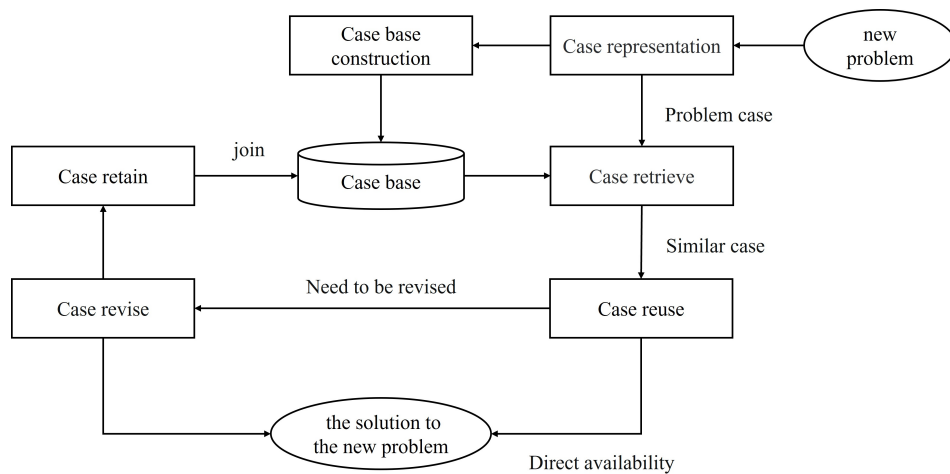 Case base
construction
Case representation
new
problem
Problem case
join
Case retain
Case base
Case retrieve
Similar case
Need to be revised
Case revise
Case reuse
the solution to
the new problem
Direct availability